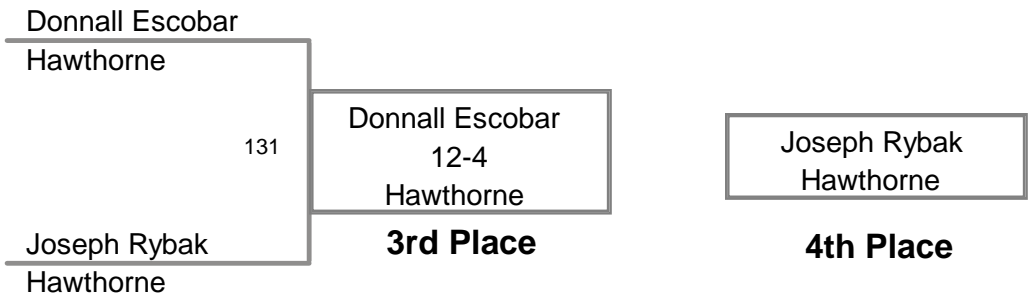 Donnall Escobar
Hawthorne
131
Donnall Escobar
12-4
Hawthorne
3rd Place
Joseph Rybak
Hawthorne
Joseph Rybak
Hawthorne
4th Place